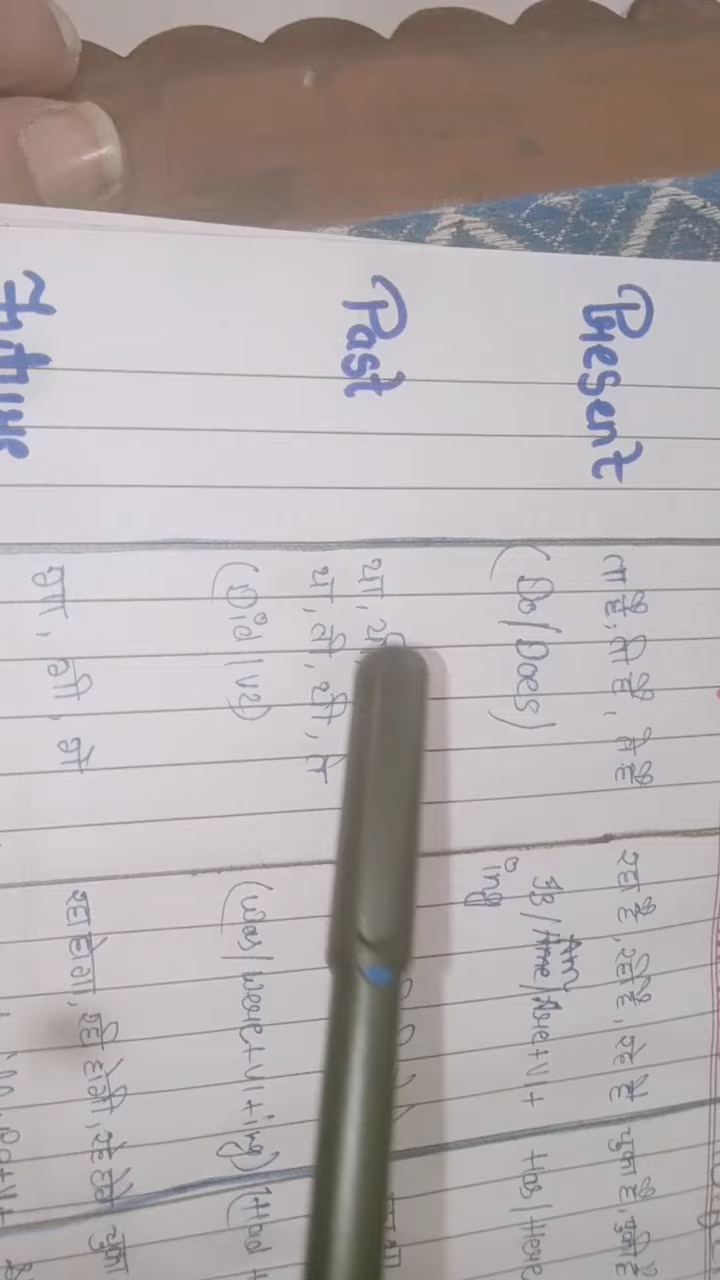 Present
ता है, ती है, ते है
(Do/Does)
रहा है, रही है, रहे है
Is/Am/Are+V1+
ing
चुका है, चुकी है
Has/Have
Past
था, थी
था, ती, थी, ते
(Did/V2)
(Was/Were+V1+ing)
(Had +
Future
गा, गी, गे
रहा होगा, रही होगी, रहे होंगे
चुका